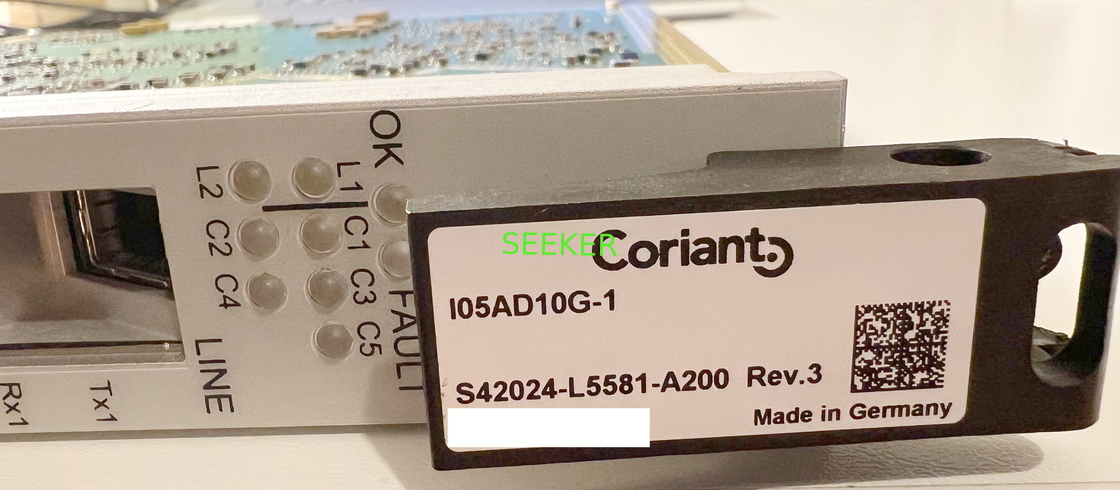 OK
L2
L1
C2
C1
C4
C3
C5
FAULT
LINE
Rx1
Tx1
SEEKER
Coriant
I05AD10G-1
S42024-L5581-A200 Rev.3
Made in Germany